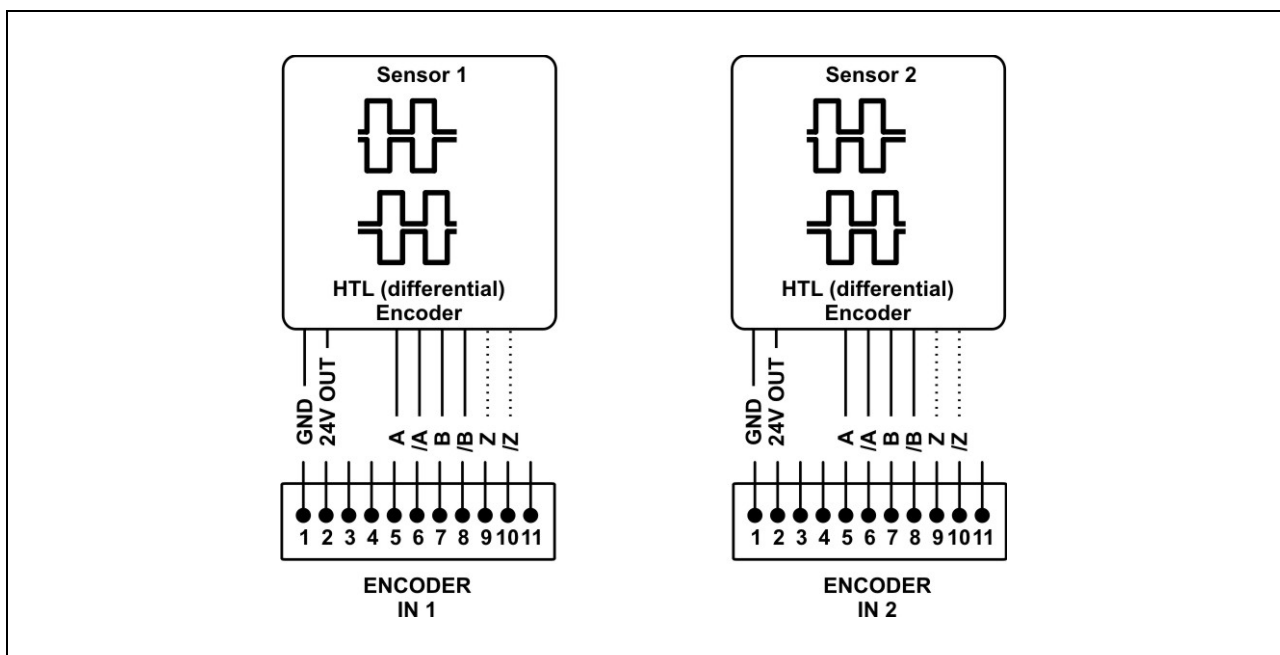 Sensor 1
HTL (differential)
Encoder
GND
24V OUT
A
/A
B
/B
Z
/Z
1 2 3 4 5 6 7 8 9 10 11
ENCODER
IN 1
Sensor 2
HTL (differential)
Encoder
GND
24V OUT
A
/A
B
/B
Z
/Z
1 2 3 4 5 6 7 8 9 10 11
ENCODER
IN 2